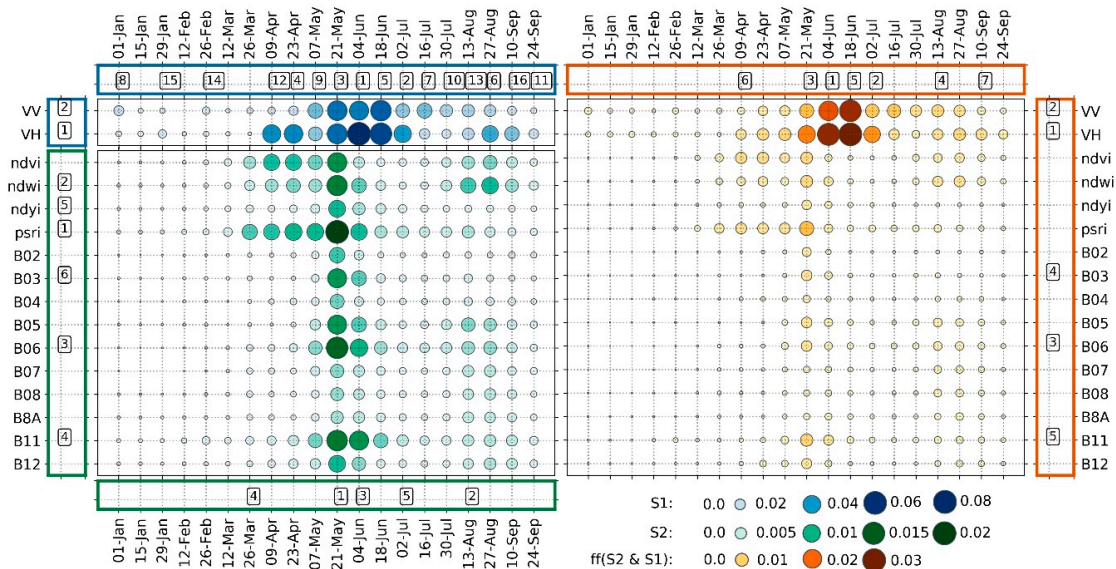 01-Jan 15-Jan 29-Jan 12-Feb 26-Feb 12-Mar 26-Mar 09-Apr 23-Apr 07-May 21-May 04-Jun 18-Jun 02-Jul 16-Jul 30-Jul 13-Aug 27-Aug 10-Sep 24-Sep
01-Jan 15-Jan 29-Jan 12-Feb 26-Feb 12-Mar 26-Mar 09-Apr 23-Apr 07-May 21-May 04-Jun 18-Jun 02-Jul 16-Jul 30-Jul 13-Aug 27-Aug 10-Sep 24-Sep
8 15 14 12 4 9 3 1 5 2 7 10 13 6 16 11
6 3 1 5 2 4 7
VV 2 2 VV
VH 1 1 VH
ndvi ndvi
ndwi 2 ndwi
ndyi 5 ndyi
psri 1 psri
B02 B02
B03 6 4 B03
B04 B04
B05 B05
B06 3 3 B06
B07 B07
B08 B08
B8A B8A
B11 4 5 B11
B12 B12
4 1 3 5 2
01-Jan 15-Jan 29-Jan 12-Feb 26-Feb 12-Mar 26-Mar 09-Apr 23-Apr 07-May 21-May 04-Jun 18-Jun 02-Jul 16-Jul 30-Jul 13-Aug 27-Aug 10-Sep 24-Sep
S1: 0.0 0.02 0.04 0.06 0.08
S2: 0.0 0.005 0.01 0.015 0.02
ff(S2 & S1): 0.0 0.01 0.02 0.03